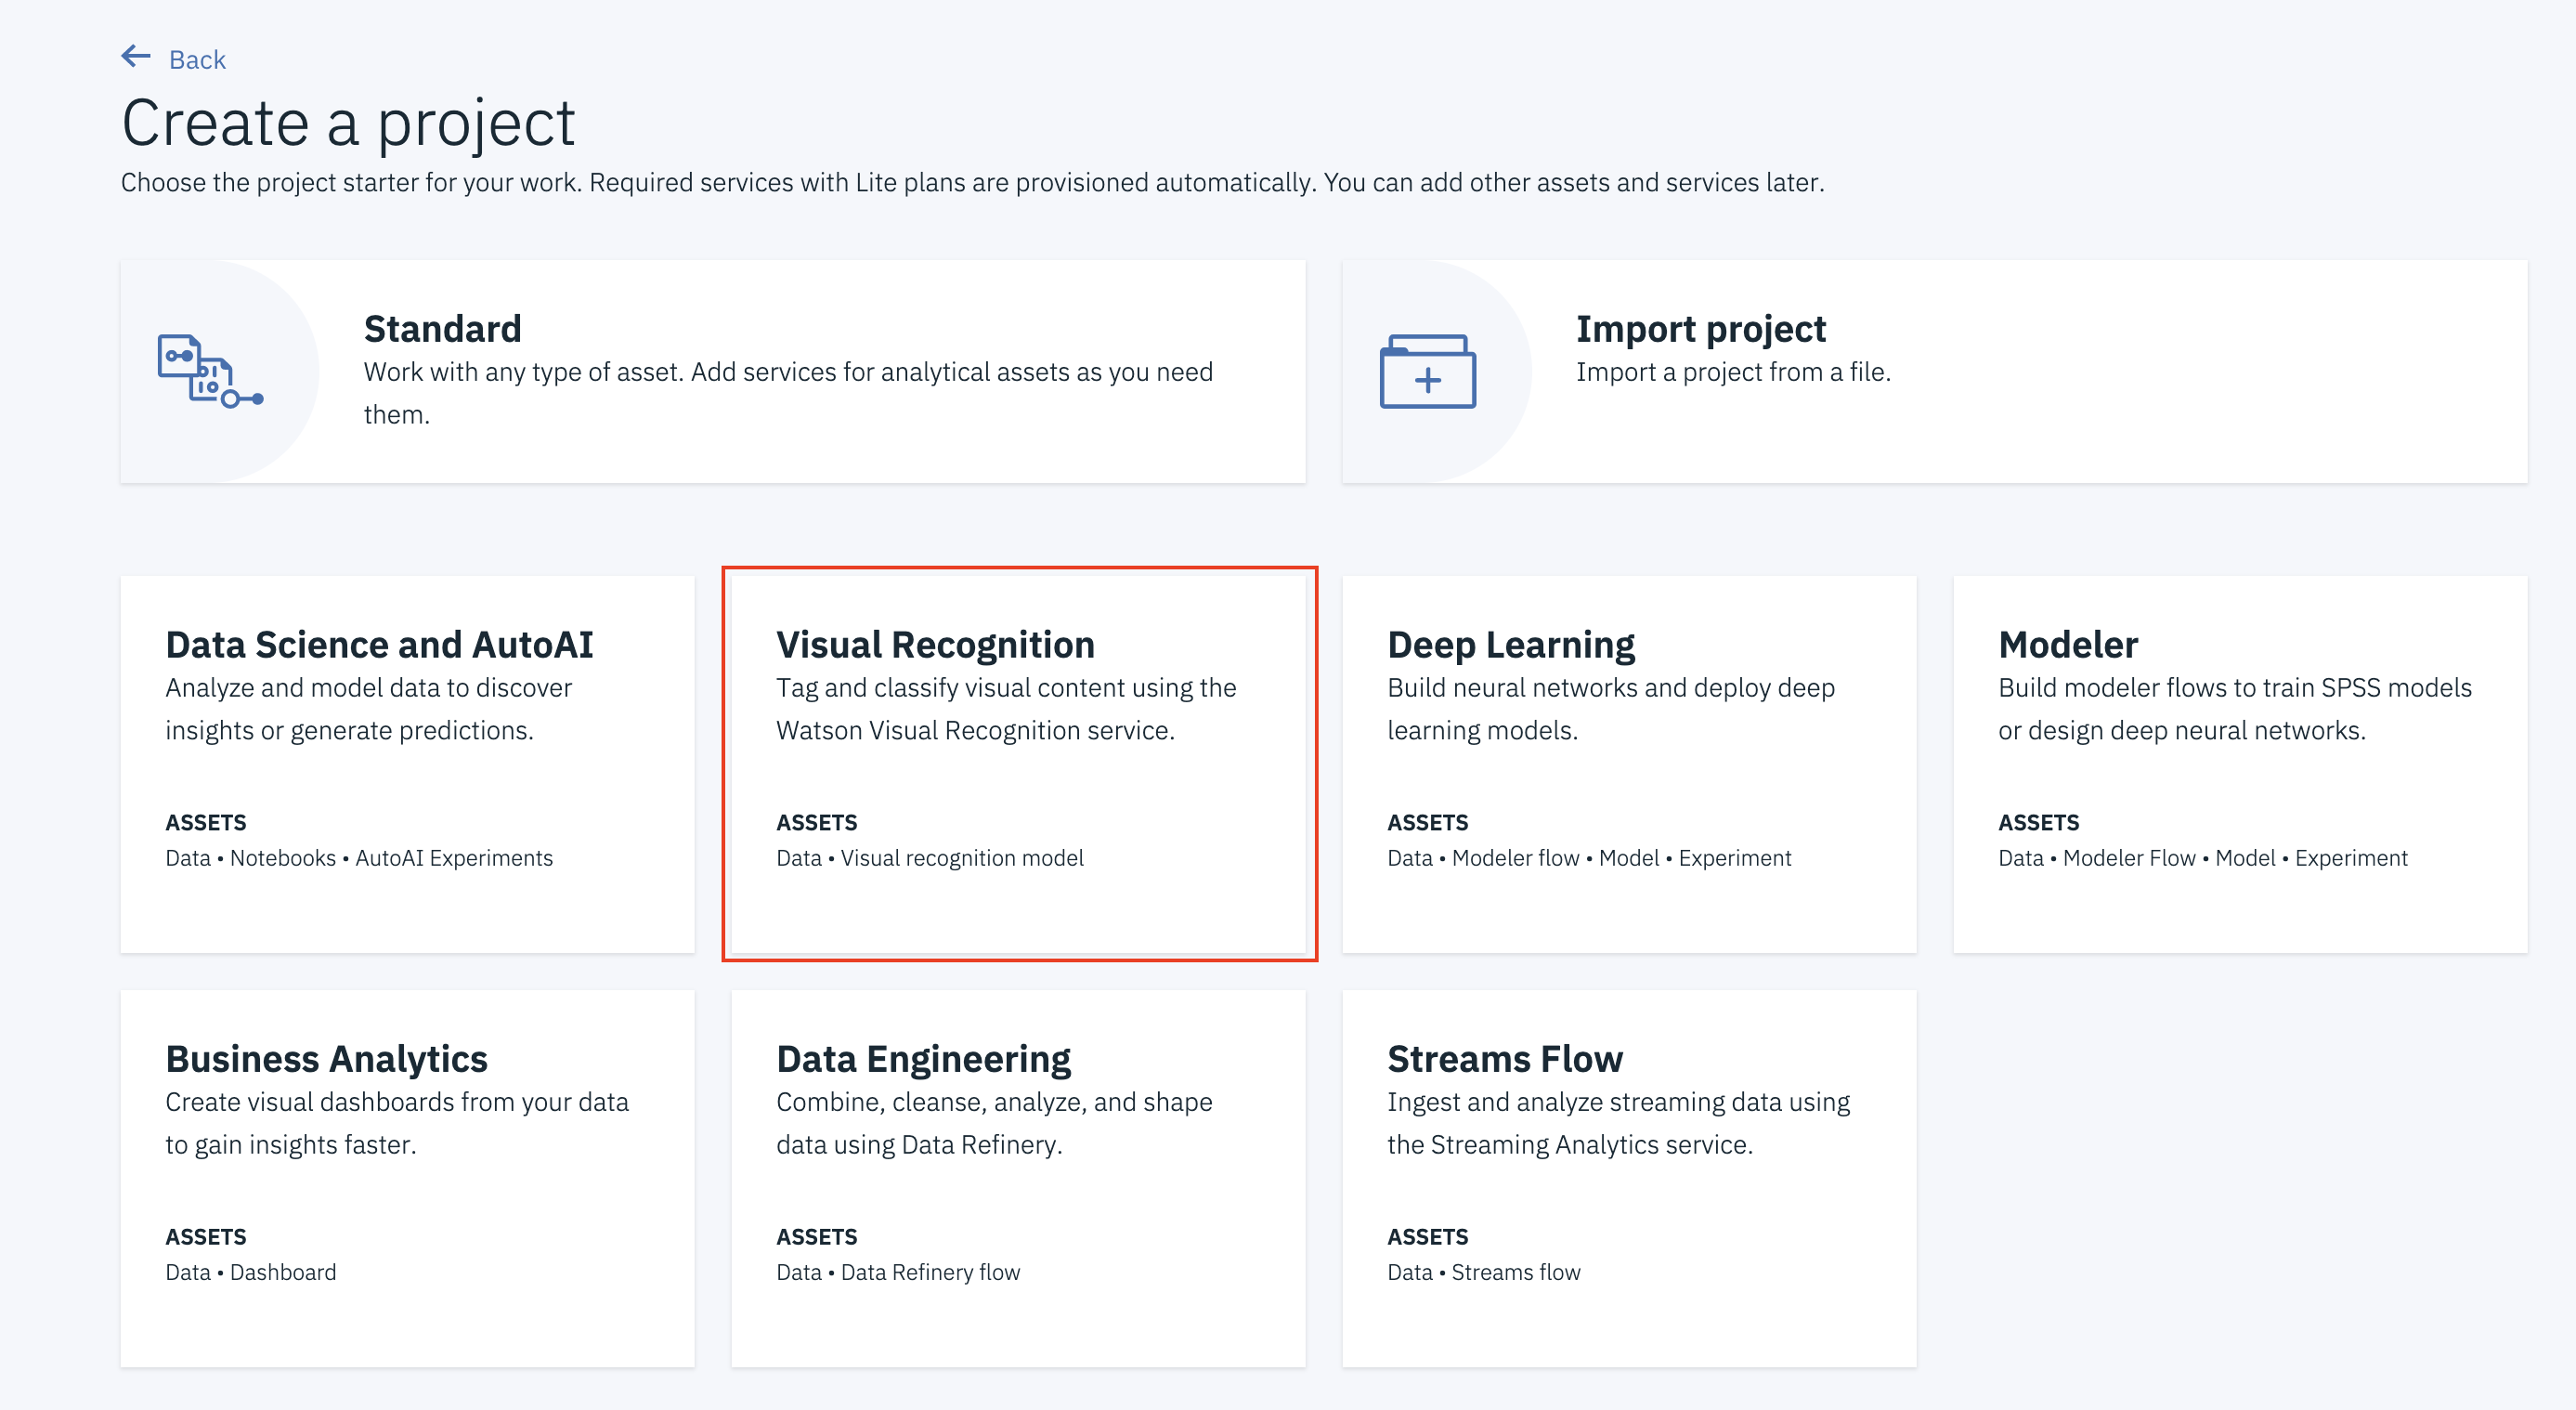 Back
Create a project
Choose the project starter for your work. Required services with Lite plans are provisioned automatically. You can add other assets and services later.
Standard
Work with any type of asset. Add services for analytical assets as you need
them.
Import project
Import a project from a file.
Data Science and AutoAI
Analyze and model data to discover
insights or generate predictions.
ASSETS
Data • Notebooks • AutoAI Experiments
Visual Recognition
Tag and classify visual content using the
Watson Visual Recognition service.
ASSETS
Data • Visual recognition model
Deep Learning
Build neural networks and deploy deep
learning models.
ASSETS
Data • Modeler flow • Model • Experiment
Modeler
Build modeler flows to train SPSS models
or design deep neural networks.
ASSETS
Data • Modeler Flow • Model • Experiment
Business Analytics
Create visual dashboards from your data
to gain insights faster.
ASSETS
Data • Dashboard
Data Engineering
Combine, cleanse, analyze, and shape
data using Data Refinery.
ASSETS
Data • Data Refinery flow
Streams Flow
Ingest and analyze streaming data using
the Streaming Analytics service.
ASSETS
Data • Streams flow